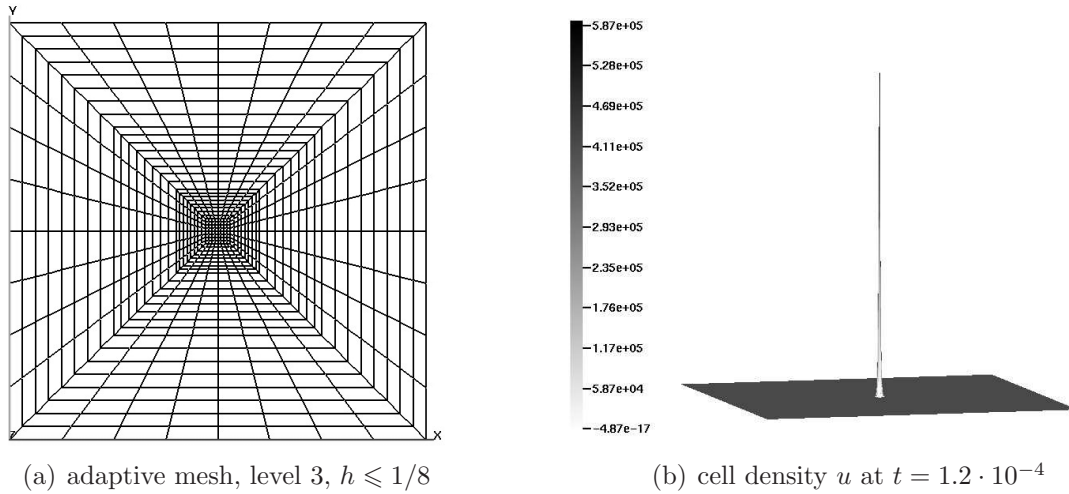 Y
Z
X
5.87e+05
5.28e+05
4.69e+05
4.11e+05
3.52e+05
2.93e+05
2.35e+05
1.76e+05
1.17e+05
5.87e+04
-4.87e-17
(a) adaptive mesh, level 3, h ⩽ 1/8
(b) cell density u at t = 1.2 · 10⁻⁴